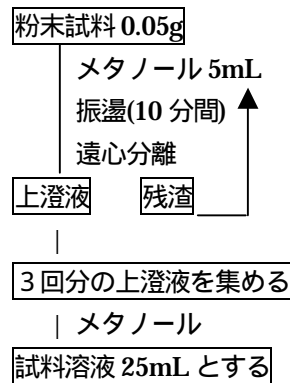 粉末試料 0.05g
メタノール 5mL
振盪(10 分間)
遠心分離
上澄液 残渣
３回分の上澄液を集める
メタノール
試料溶液 25mL とする